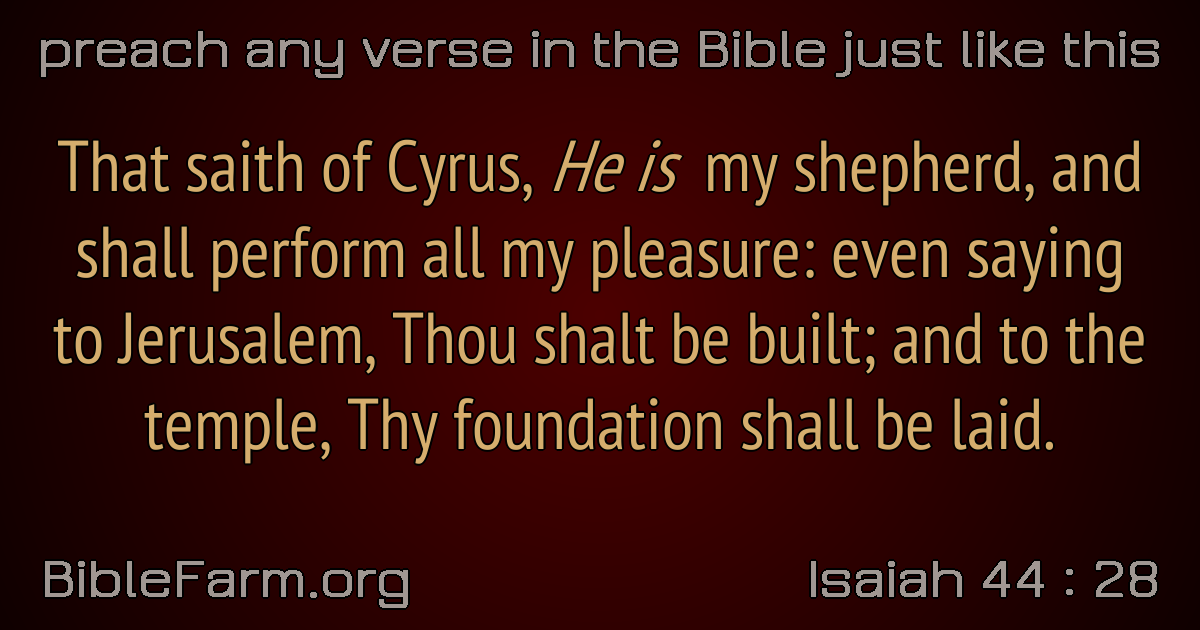 preach any verse in the Bible just like this
That saith of Cyrus, He is my shepherd, and
shall perform all my pleasure: even saying
to Jerusalem, Thou shalt be built; and to the
temple, Thy foundation shall be laid.
BibleFarm.org
Isaiah 44 : 28